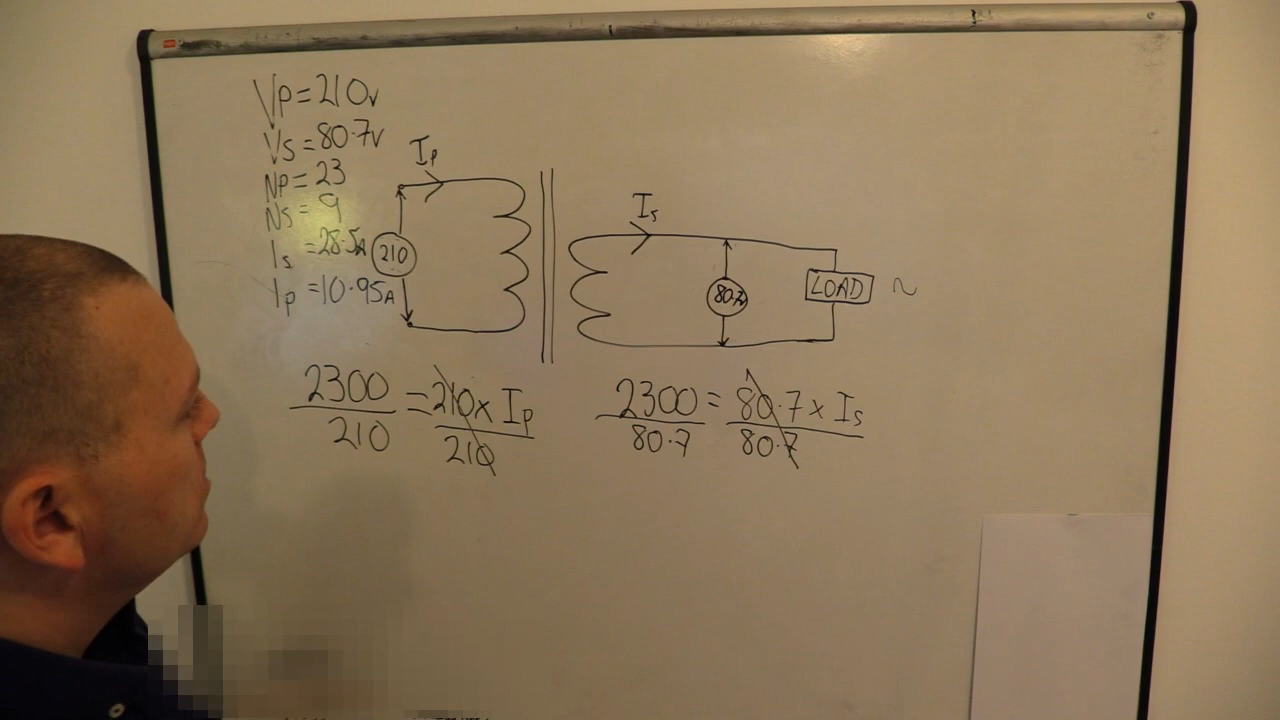 Vp = 210v
Vs = 80.7v
Np = 23
Ns = 9
Is = 28.5A
Ip = 10.95A
Ip
210
Is
80.7v
LOAD ~
2300 = 210 x Ip
210 210
2300 = 80.7 x Is
80.7 80.7